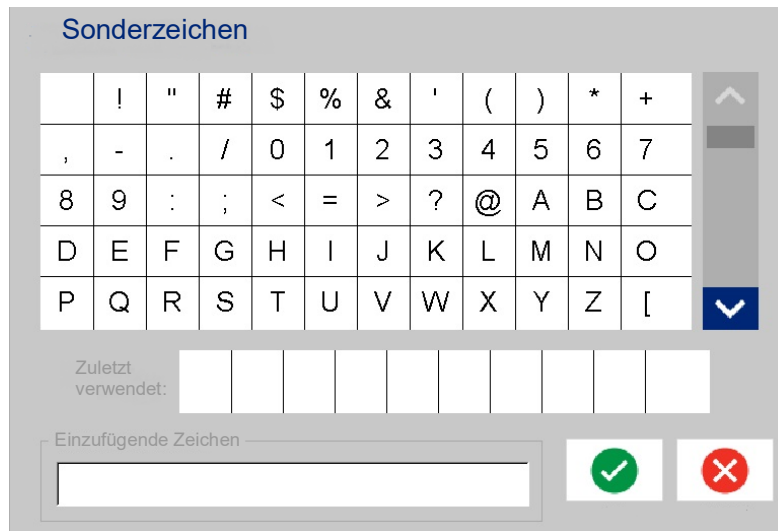 Sonderzeichen
! " # $ % & ' ( ) * +
, - . / 0 1 2 3 4 5 6 7
8 9 : ; < = > ? @ A B C
D E F G H I J K L M N O
P Q R S T U V W X Y Z [
Zuletzt
verwendet:
Einzufügende Zeichen